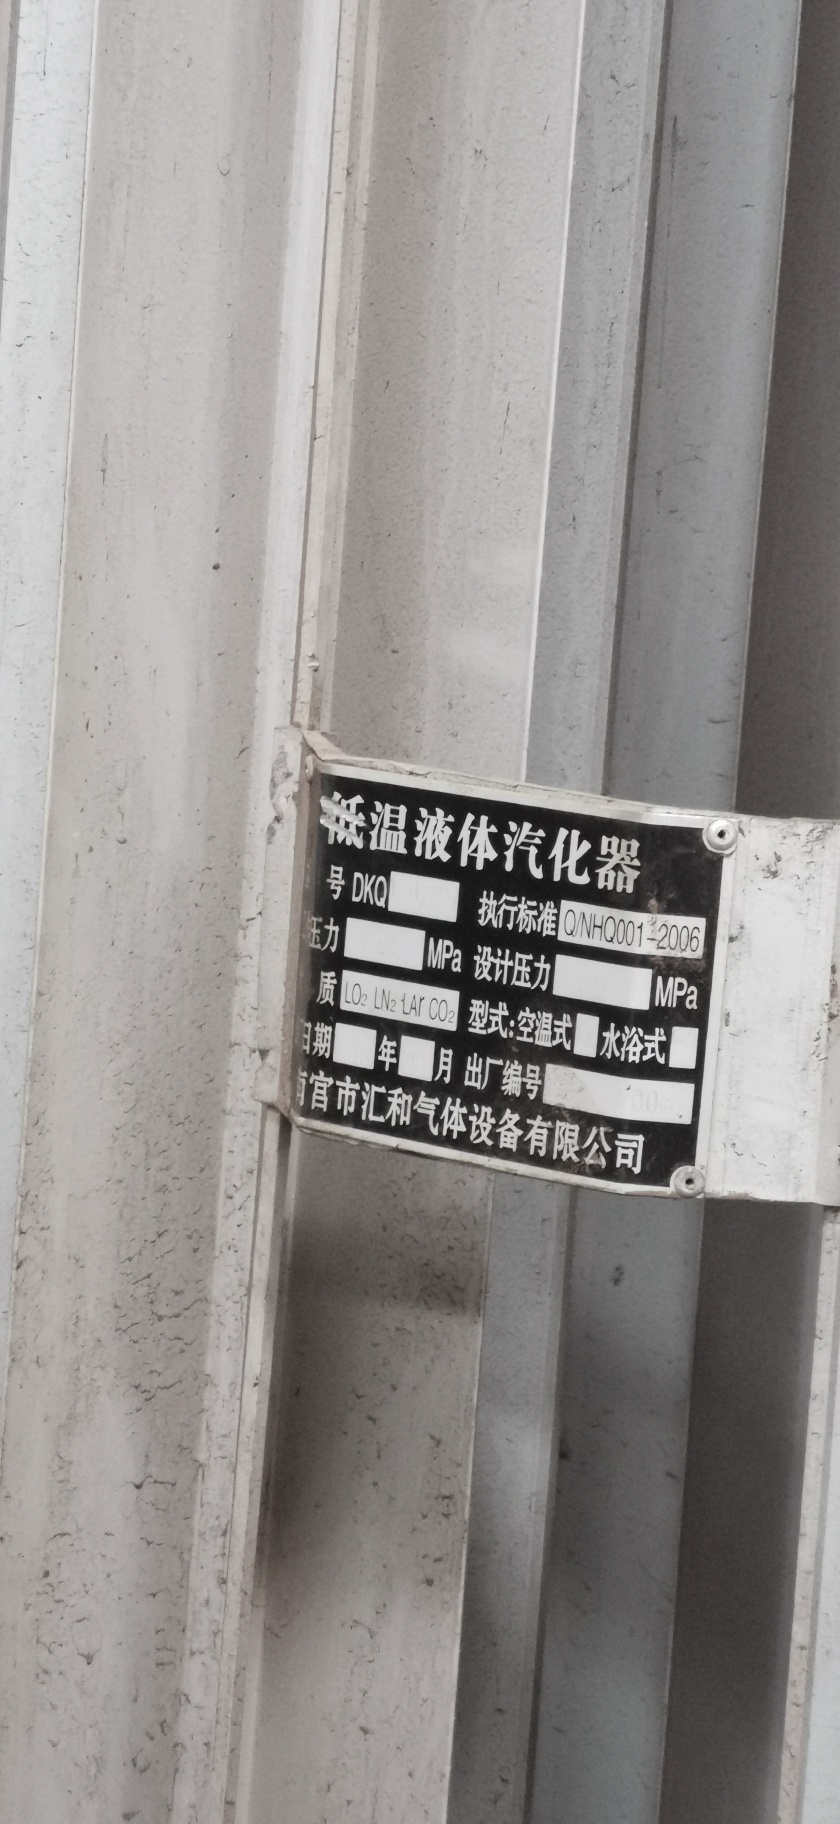 低温液体汽化器
号 DKQ 执行标准 Q/NHQ001-2006
压力 MPa 设计压力 MPa
质 LO₂ LN₂ LAr CO₂ 型式:空温式 水浴式
日期 年 月 出厂编号
宫市汇和气体设备有限公司